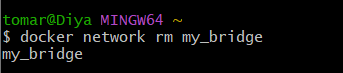 tomar@Diya MINGW64 ~
$ docker network rm my_bridge
my_bridge